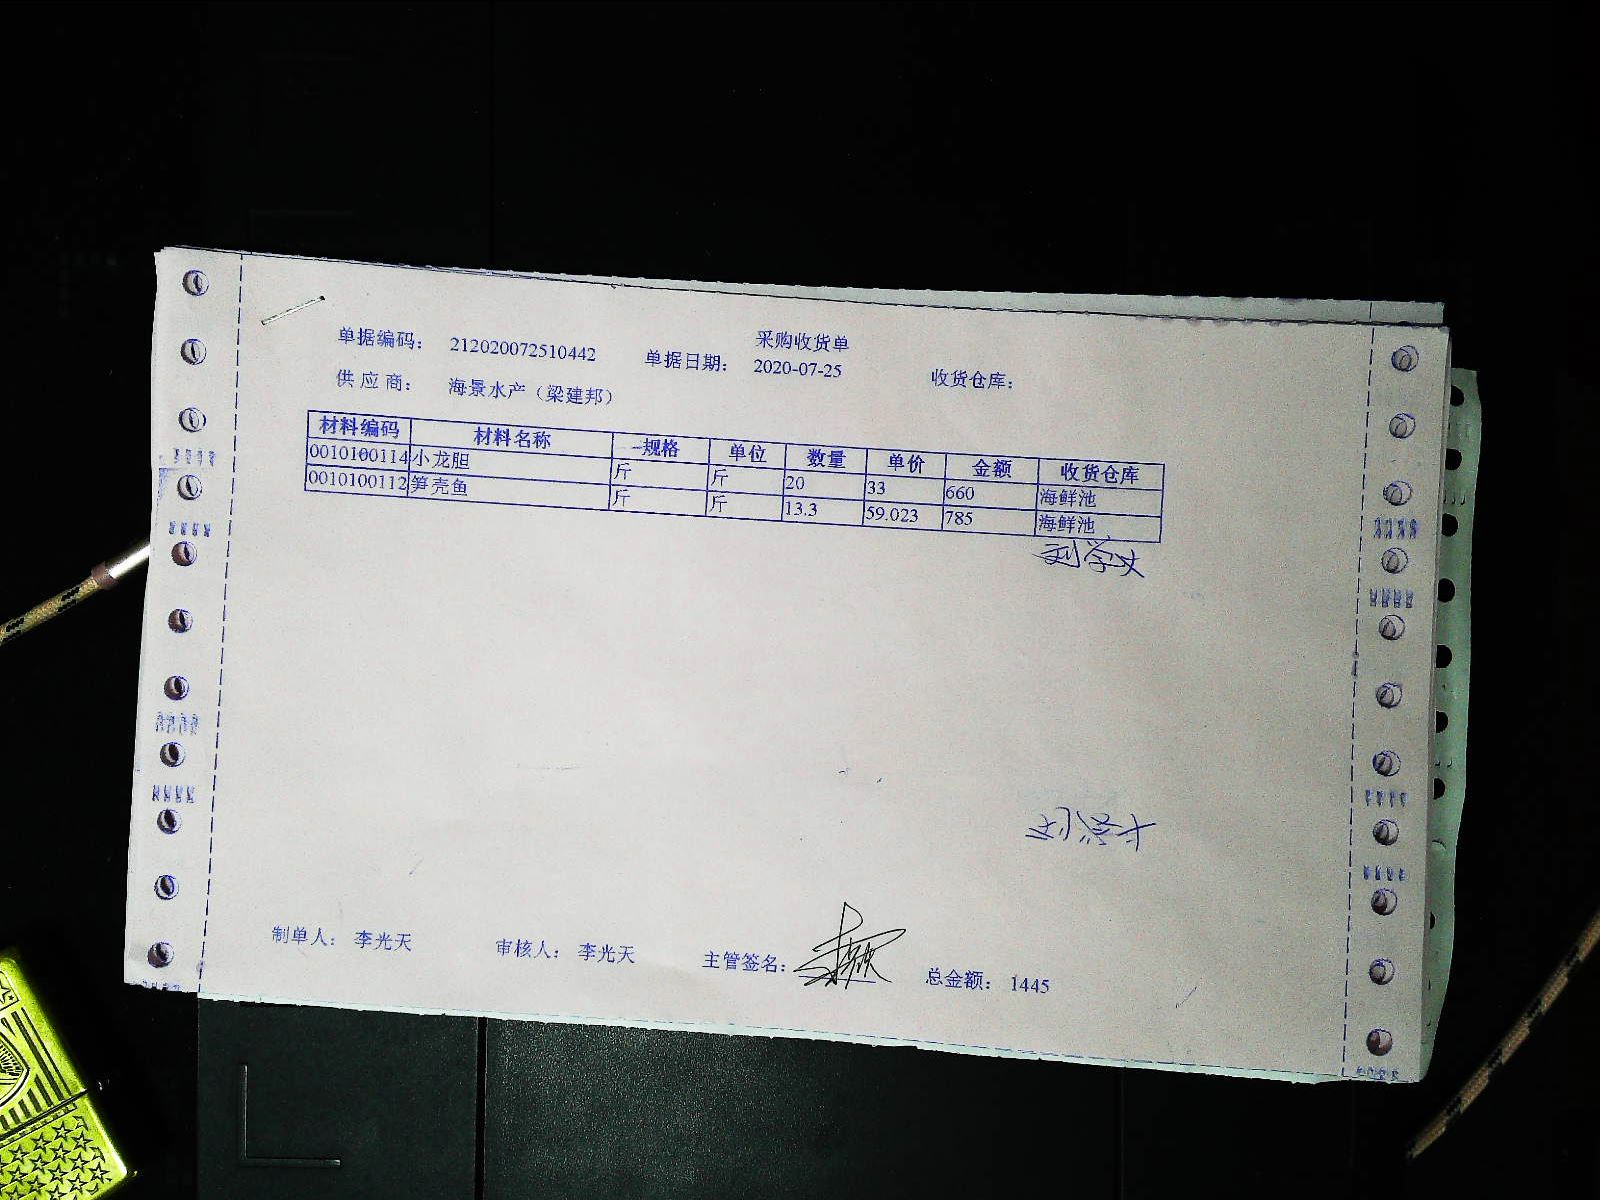 采购收货单
单据编码： 212020072510442 单据日期： 2020-07-25 收货仓库：
供 应 商： 海景水产（梁建邦）
材料编码 材料名称 规格 单位 数量 单价 金额 收货仓库
0010100114 小龙胆 斤 斤 20 33 660 海鲜池
0010100112 笋壳鱼 斤 斤 13.3 59.023 785 海鲜池
制单人： 李光天 审核人： 李光天 主管签名： 总金额： 1445